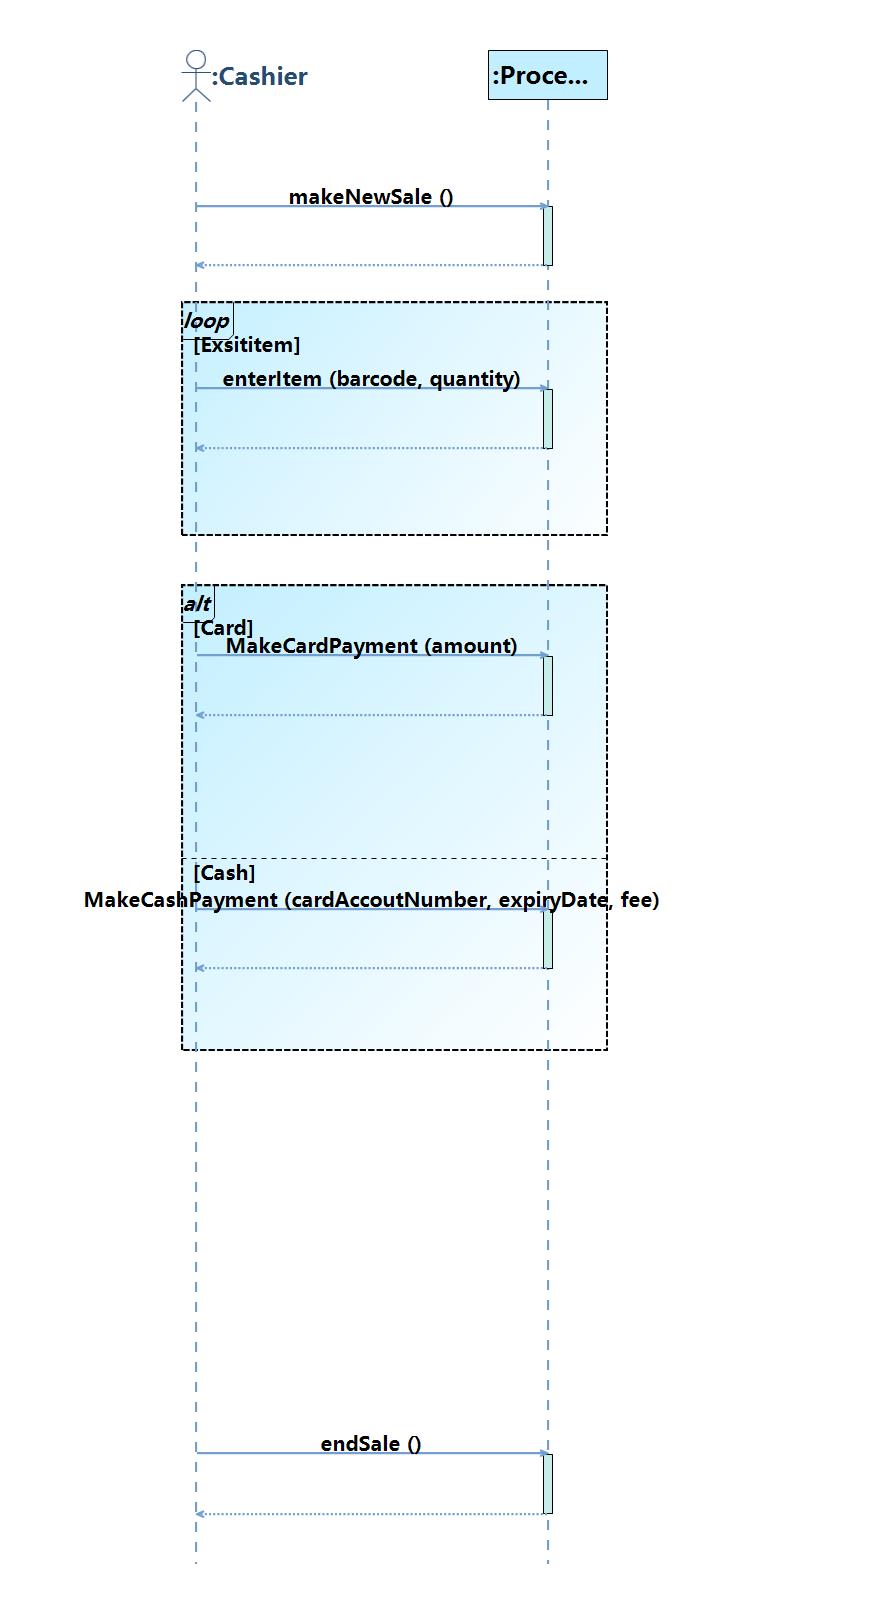 :Cashier
:Proce...
makeNewSale ()
loop
[Exsititem]
enterItem (barcode, quantity)
alt
[Card]
MakeCardPayment (amount)
[Cash]
MakeCashPayment (cardAccoutNumber, expiryDate, fee)
endSale ()